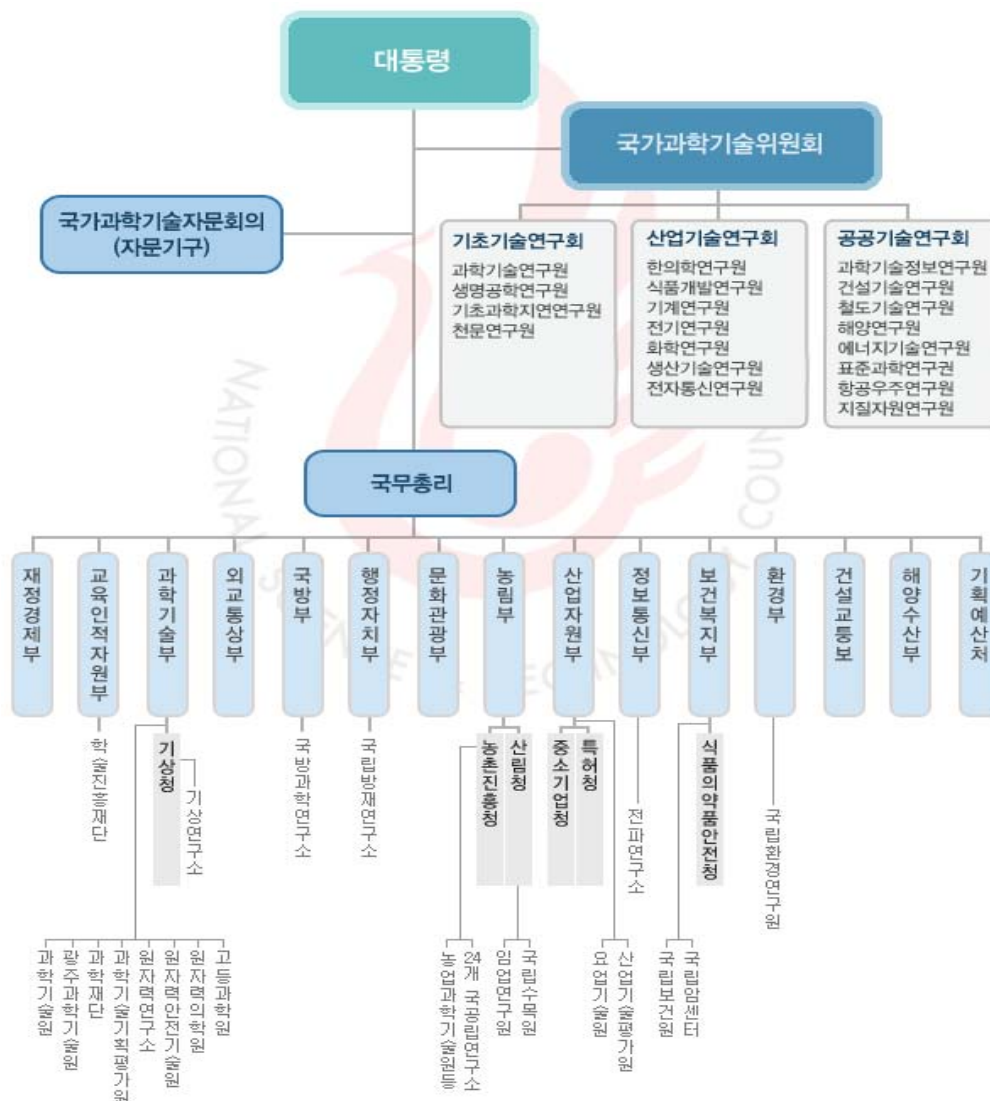 대통령
국가과학기술위원회
국가과학기술자문회의
(자문기구)
기초기술연구회
과학기술연구원
생명공학연구원
기초과학지연연구원
천문연구원
산업기술연구회
한의학연구원
식품개발연구원
기계연구원
전기연구원
화학연구원
생산기술연구원
전자통신연구원
공공기술연구회
과학기술정보연구원
건설기술연구원
철도기술연구원
해양연구원
에너지기술연구원
표준과학연구권
항공우주연구원
지질자원연구원
국무총리
재정경제부
교육인적자원부
과학기술부
외교통상부
국방부
행정자치부
문화관광부
농림부
산업자원부
정보통신부
보건복지부
환경부
건설교통보
해양수산부
기획예산처
학술진흥재단
기상청
기상연구소
국방과학연구소
국립방재연구소
농촌진흥청
산림청
중소기업청
특허청
전파연구소
식품의약품안전청
국립환경연구원
과학기술원
광주과학기술원
과학재단
과학기술기획평가원
원자력연구소
원자력안전기술원
원자력의학원
고등과학원
농업과학기술원등
24개 국공립연구소
임업연구원
국립수목원
요업기술원
산업기술평가원
국립보건원
국립암센터
NATIONAL SCIENCE & TECHNOLOGY COUN